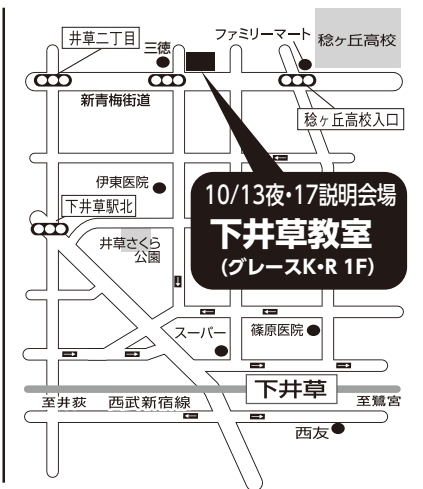 井草二丁目
三徳
ファミリーマート
稔ヶ丘高校
新青梅街道
稔ヶ丘高校入口
伊東医院
下井草駅北
井草さくら
公園
10/13夜・17説明会場
下井草教室
(グレースK・R 1F)
スーパー
篠原医院
下井草
至井荻
西武新宿線
至鷺宮
西友